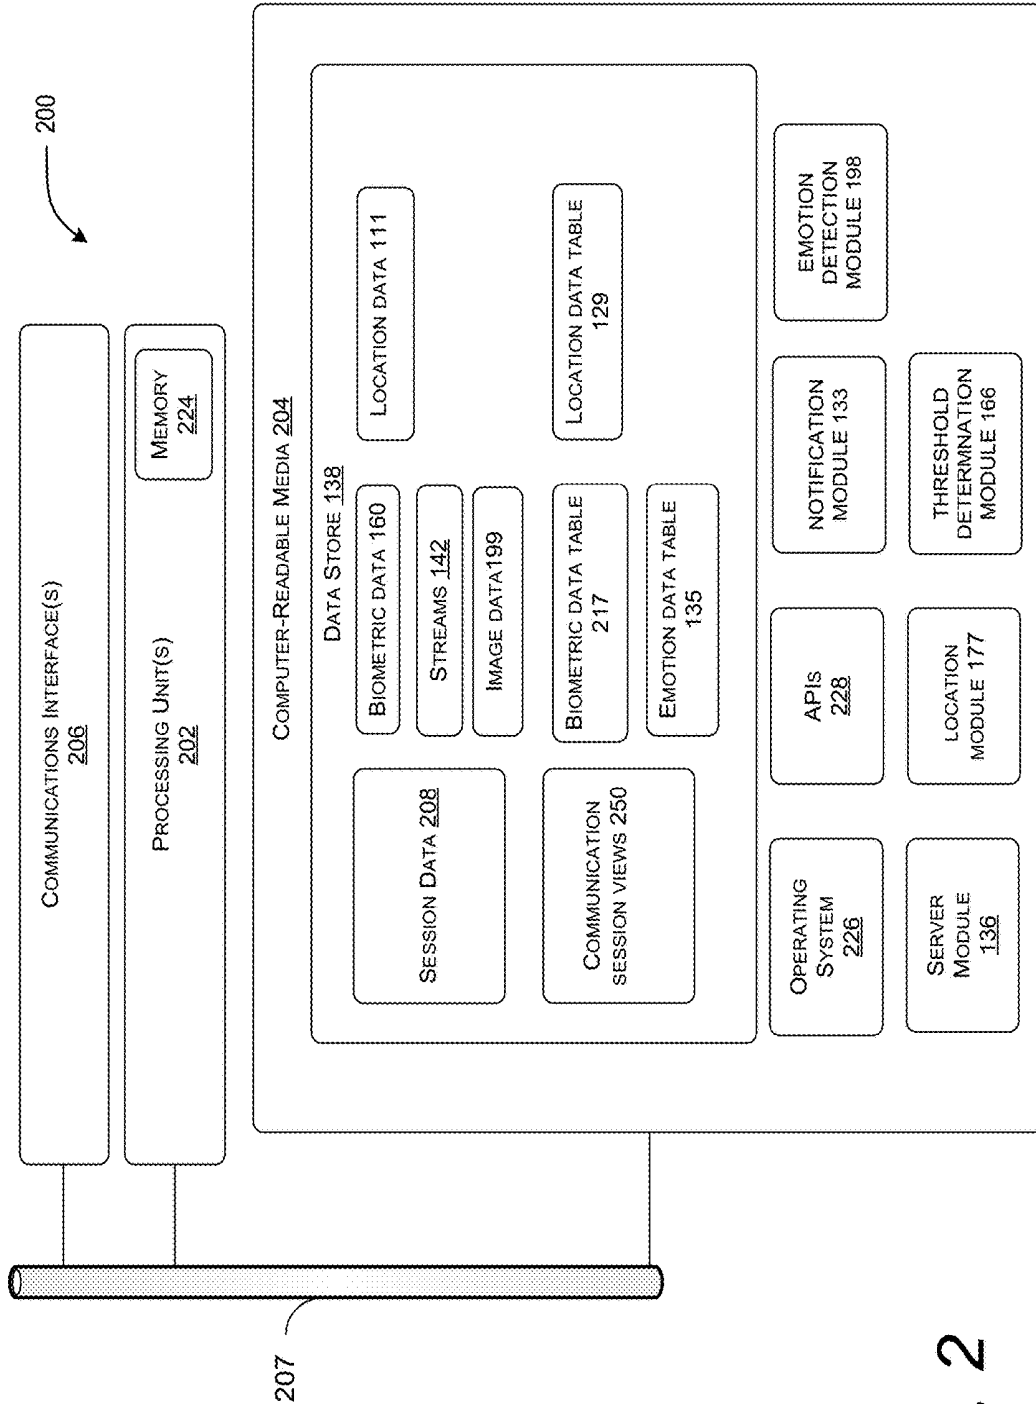 200
COMMUNICATIONS INTERFACE(S)
206
PROCESSING UNIT(S)
202
MEMORY
224
COMPUTER-READABLE MEDIA 204
DATA STORE 138
SESSION DATA 208
BIOMETRIC DATA 160
STREAMS 142
IMAGE DATA199
LOCATION DATA 111
COMMUNICATION
SESSION VIEWS 250
BIOMETRIC DATA TABLE
217
EMOTION DATA TABLE
135
LOCATION DATA TABLE
129
OPERATING
SYSTEM
226
APIS
228
NOTIFICATION
MODULE 133
EMOTION
DETECTION
MODULE 198
SERVER
MODULE
136
LOCATION
MODULE 177
THRESHOLD
DETERMNATION
MODULE 166
207
2